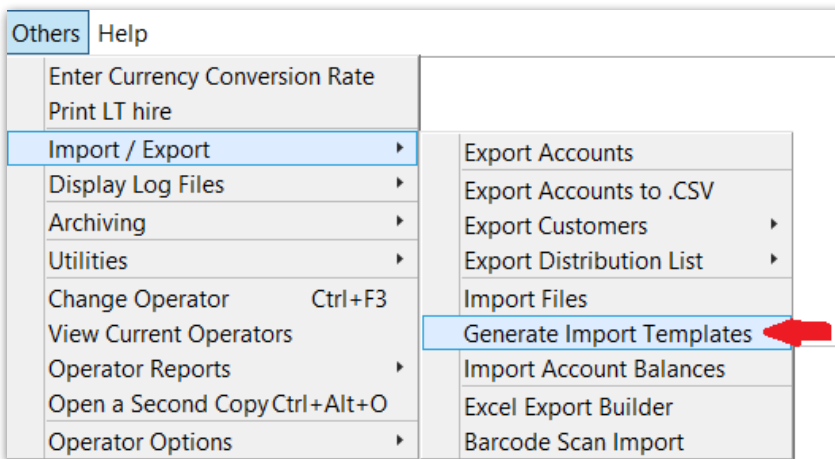 Others Help
Enter Currency Conversion Rate
Print LT hire
Import / Export
Display Log Files
Archiving
Utilities
Change Operator Ctrl+F3
View Current Operators
Operator Reports
Open a Second Copy Ctrl+Alt+O
Operator Options
Export Accounts
Export Accounts to .CSV
Export Customers
Export Distribution List
Import Files
Generate Import Templates
Import Account Balances
Excel Export Builder
Barcode Scan Import